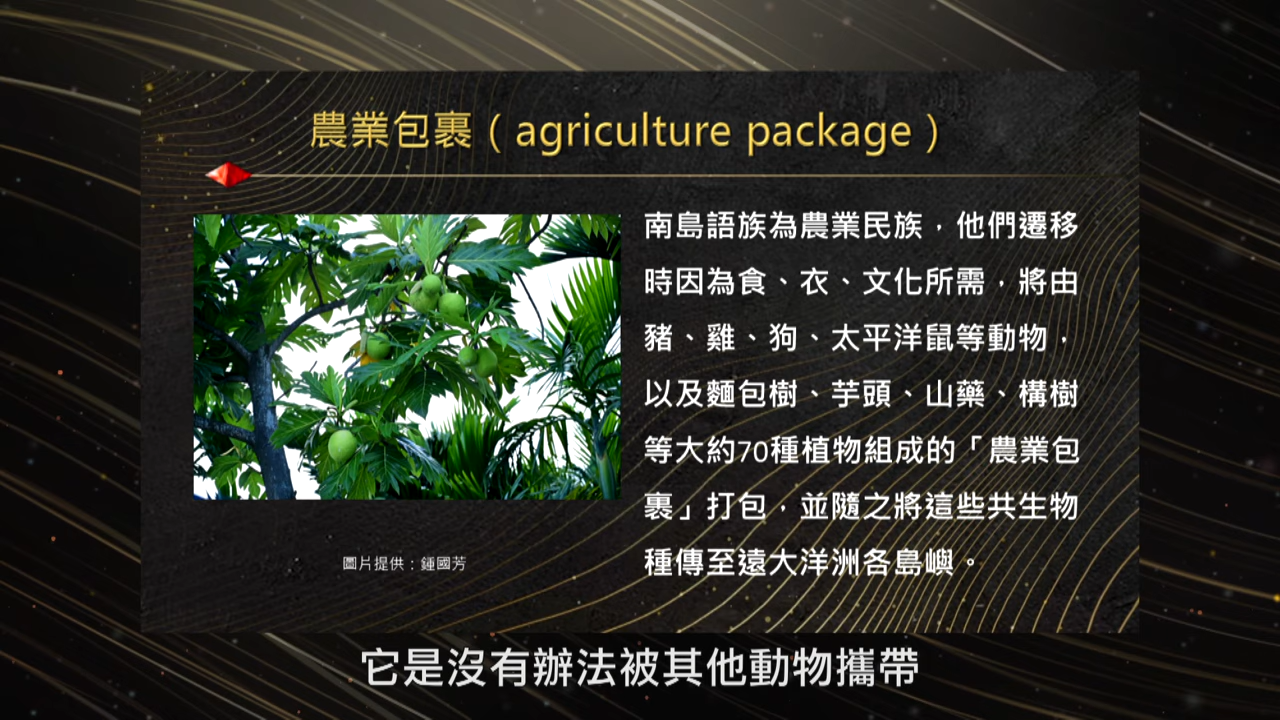 農業包裹（agriculture package）
南島語族為農業民族，他們遷移
時因為食、衣、文化所需，將由
豬、雞、狗、太平洋鼠等動物，
以及麵包樹、芋頭、山藥、構樹
等大約70種植物組成的「農業包
裹」打包，並隨之將這些共生物
種傳至遠大洋洲各島嶼。
圖片提供：鍾國芳
它是沒有辦法被其他動物攜帶